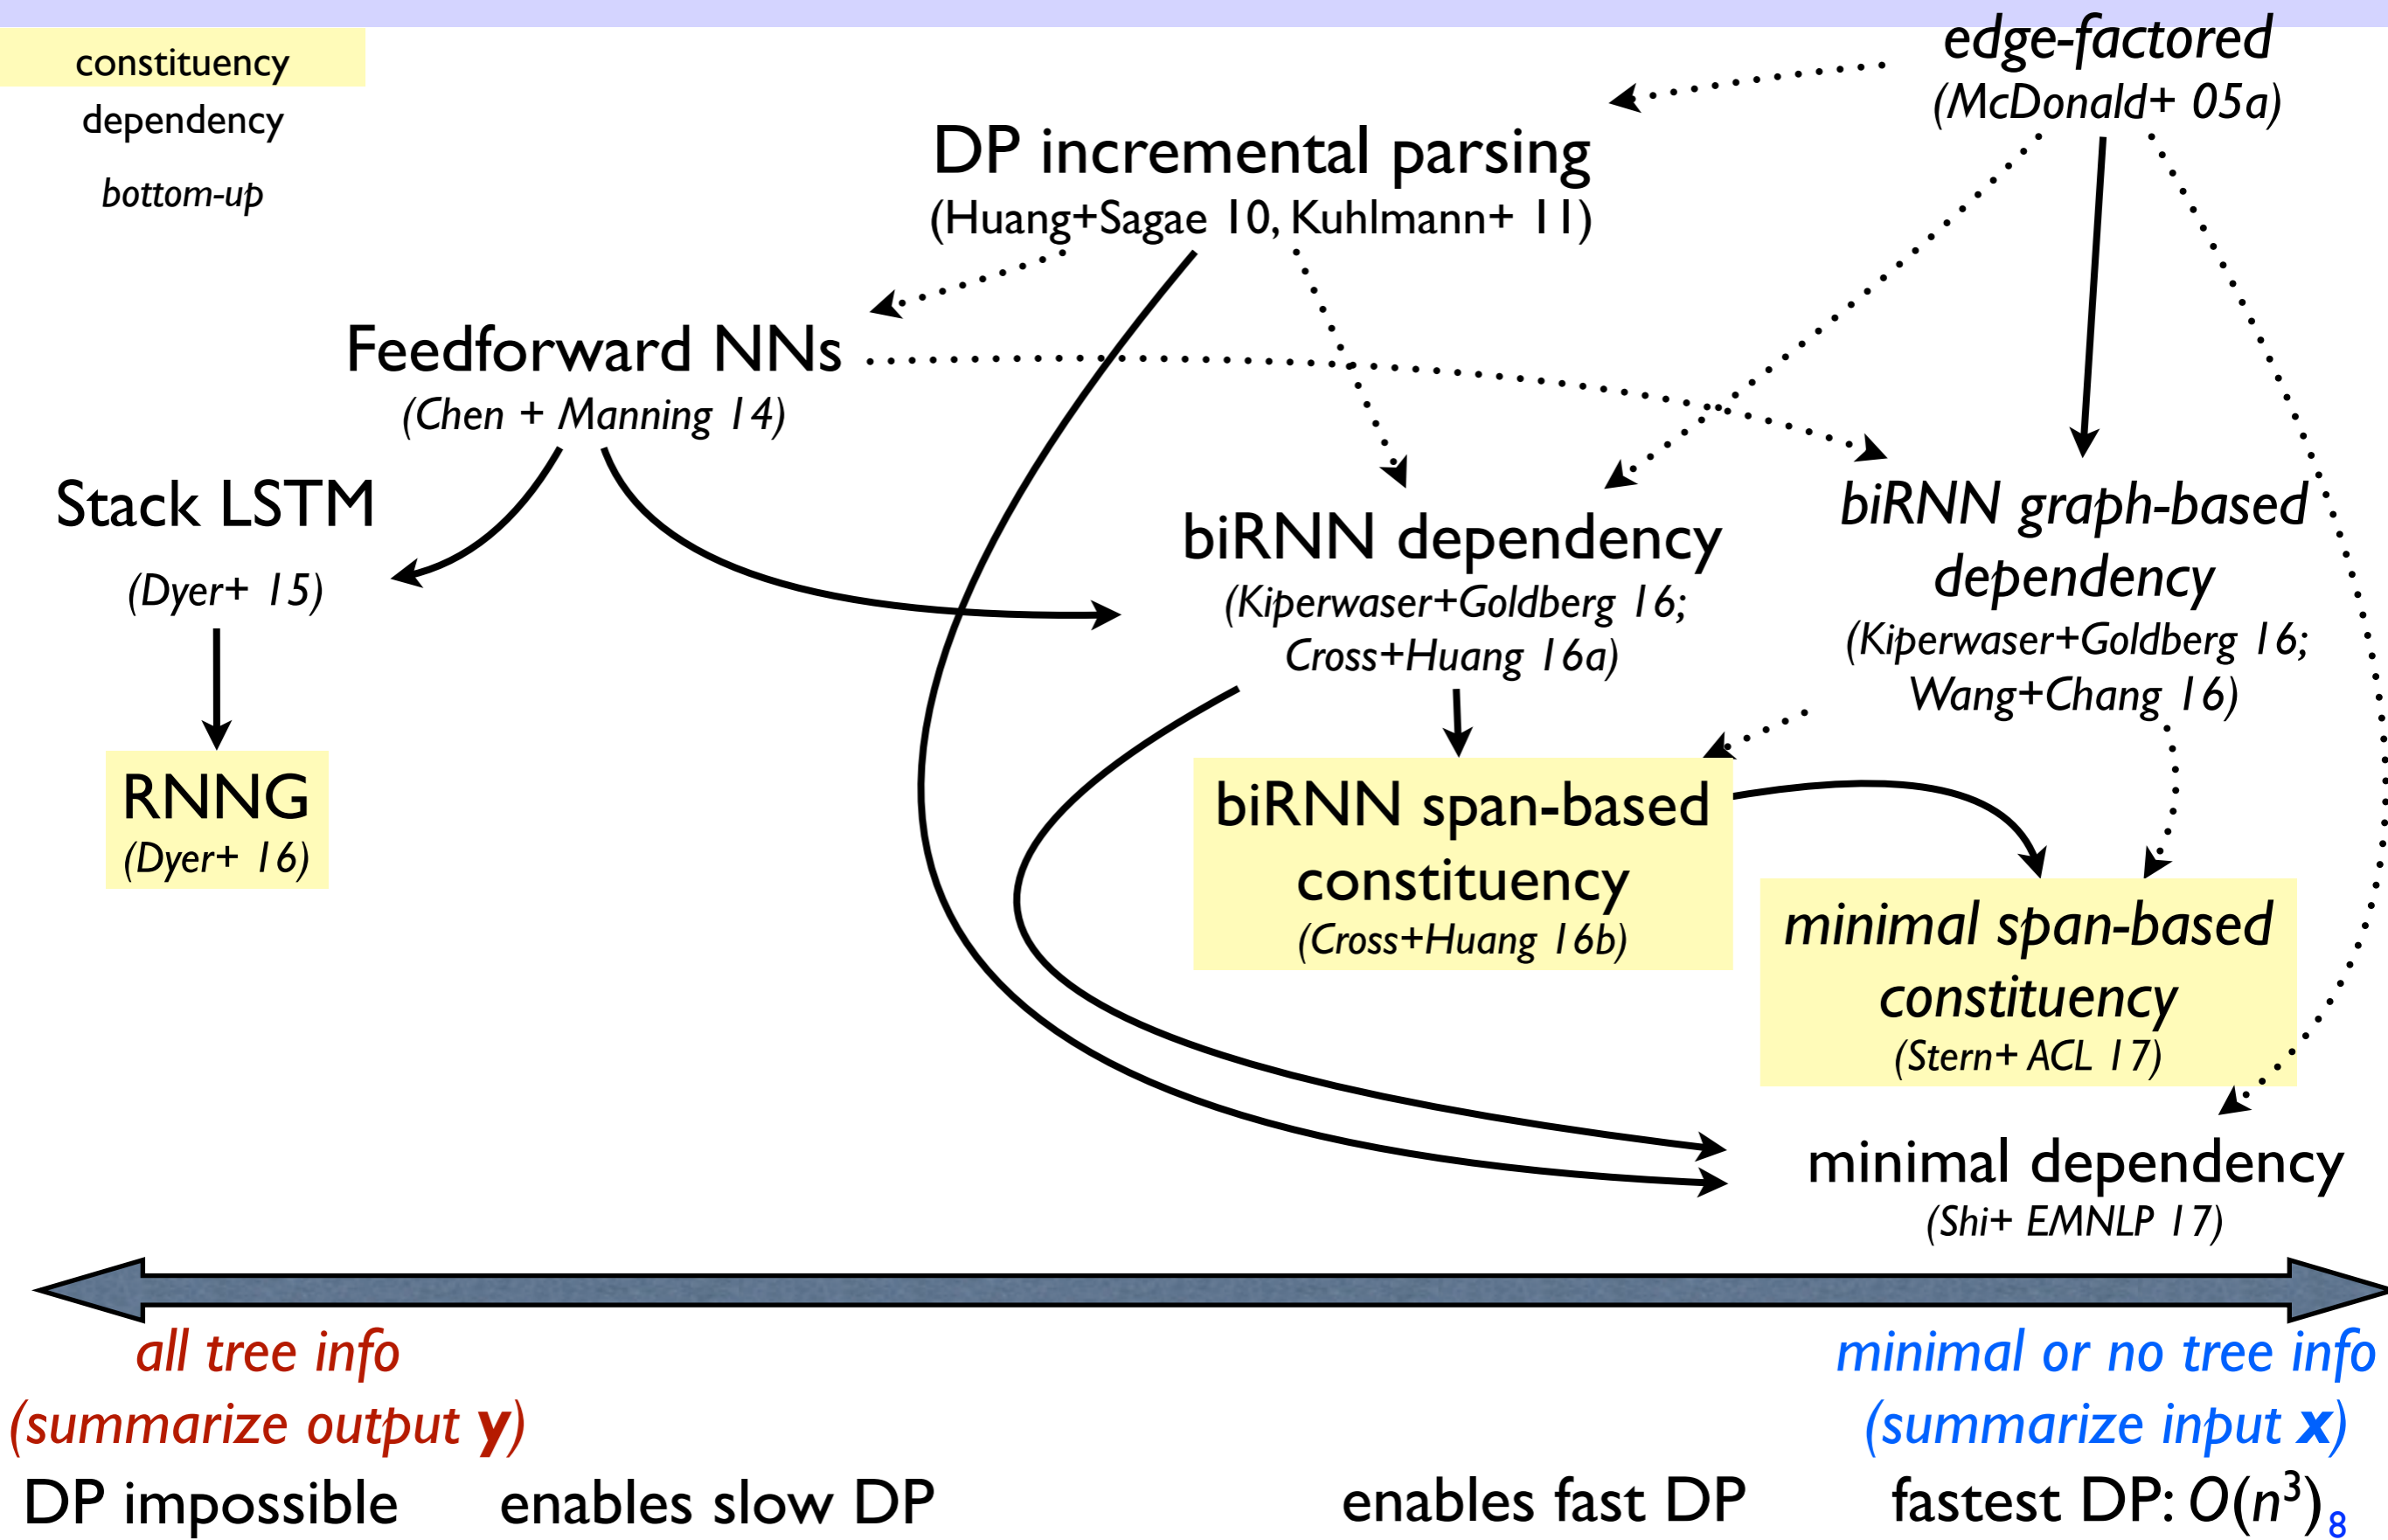 constituency
dependency
bottom-up
edge-factored
(McDonald+ 05a)
DP incremental parsing
(Huang+Sagae 10, Kuhlmann+ 11)
Feedforward NNs
(Chen + Manning 14)
Stack LSTM
(Dyer+ 15)
biRNN dependency
(Kiperwaser+Goldberg 16;
Cross+Huang 16a)
biRNN graph-based
dependency
(Kiperwaser+Goldberg 16;
Wang+Chang 16)
RNNG
(Dyer+ 16)
biRNN span-based
constituency
(Cross+Huang 16b)
minimal span-based
constituency
(Stern+ ACL 17)
minimal dependency
(Shi+ EMNLP 17)
all tree info
(summarize output y)
minimal or no tree info
(summarize input x)
DP impossible
enables slow DP
enables fast DP
fastest DP: O(n³)
8